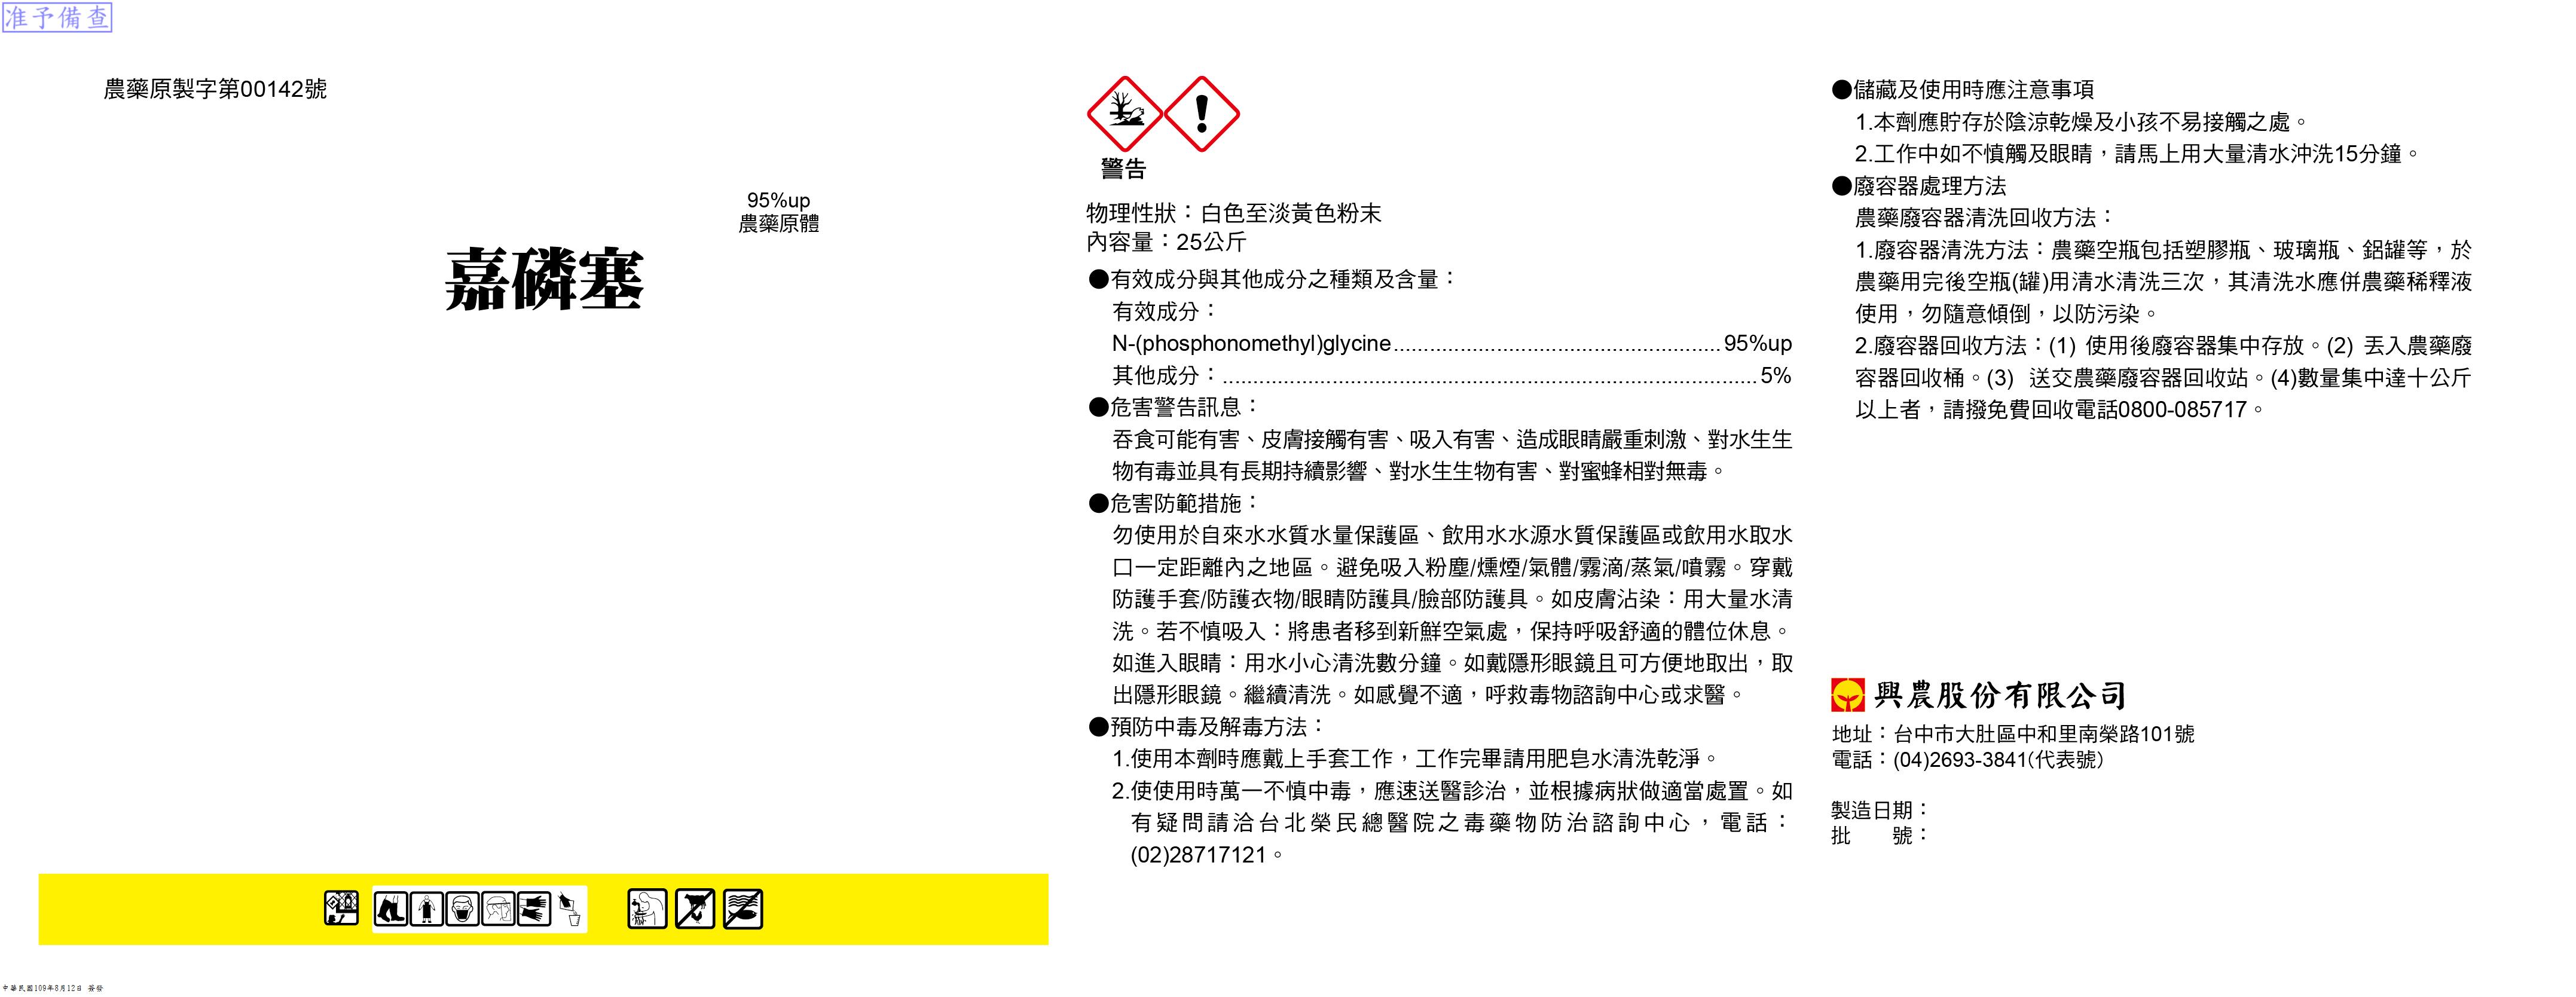 准予備查
農藥原製字第00142號
95%up
農藥原體
嘉磷塞
警告
物理性狀：白色至淡黃色粉末
內容量：25公斤
●有效成分與其他成分之種類及含量：
有效成分：
N-(phosphonomethyl)glycine......................................................95%up
其他成分：........................................................................................5%
●危害警告訊息：
吞食可能有害、皮膚接觸有害、吸入有害、造成眼睛嚴重刺激、對水生生
物有毒並具有長期持續影響、對水生生物有害、對蜜蜂相對無毒。
●危害防範措施：
勿使用於自來水水質水量保護區、飲用水水源水質保護區或飲用水取水
口一定距離內之地區。避免吸入粉塵/燻煙/氣體/霧滴/蒸氣/噴霧。穿戴
防護手套/防護衣物/眼睛防護具/臉部防護具。如皮膚沾染：用大量水清
洗。若不慎吸入：將患者移到新鮮空氣處，保持呼吸舒適的體位休息。
如進入眼睛：用水小心清洗數分鐘。如戴隱形眼鏡且可方便地取出，取
出隱形眼鏡。繼續清洗。如感覺不適，呼救毒物諮詢中心或求醫。
●預防中毒及解毒方法：
1.使用本劑時應戴上手套工作，工作完畢請用肥皂水清洗乾淨。
2.使使用時萬一不慎中毒，應速送醫診治，並根據病狀做適當處置。如
有疑問請洽台北榮民總醫院之毒藥物防治諮詢中心，電話：
(02)28717121。
●儲藏及使用時應注意事項
1.本劑應貯存於陰涼乾燥及小孩不易接觸之處。
2.工作中如不慎觸及眼睛，請馬上用大量清水沖洗15分鐘。
●廢容器處理方法
農藥廢容器清洗回收方法：
1.廢容器清洗方法：農藥空瓶包括塑膠瓶、玻璃瓶、鋁罐等，於
農藥用完後空瓶(罐)用清水清洗三次，其清洗水應併農藥稀釋液
使用，勿隨意傾倒，以防污染。
2.廢容器回收方法：(1) 使用後廢容器集中存放。(2) 丟入農藥廢
容器回收桶。(3) 送交農藥廢容器回收站。(4)數量集中達十公斤
以上者，請撥免費回收電話0800-085717。
興農股份有限公司
地址：台中市大肚區中和里南榮路101號
電話：(04)2693-3841(代表號)
製造日期：
批　　號：
中華民國109年8月12日 簽發